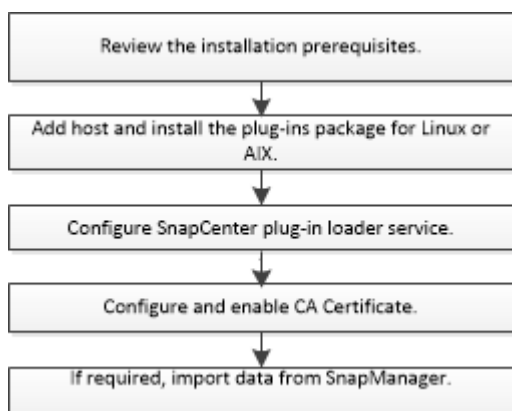 Review the installation prerequisites.
Add host and install the plug-ins package for Linux or
AIX.
Configure SnapCenter plug-in loader service.
Configure and enable CA Certificate.
If required, import data from SnapManager.